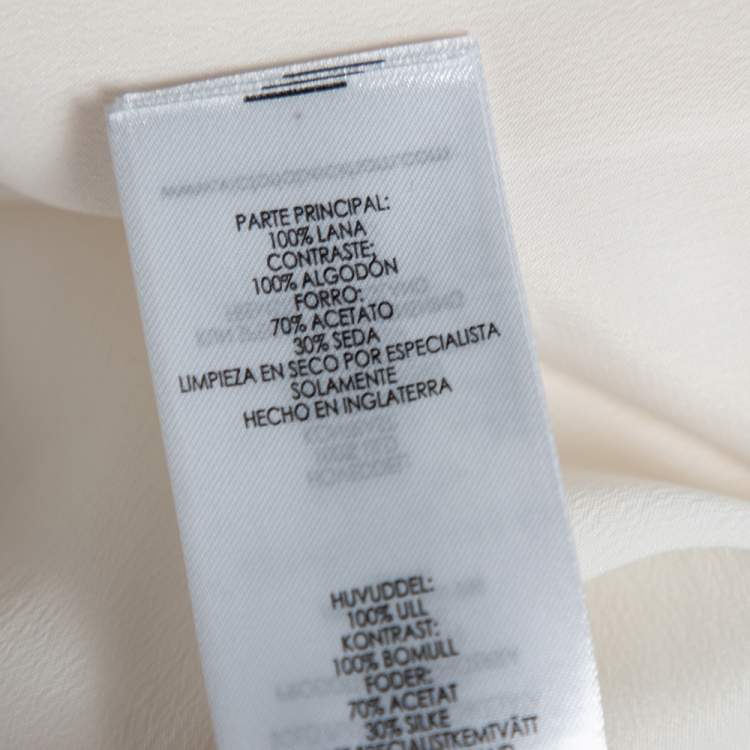 PARTE PRINCIPAL:
100% LANA
CONTRASTE:
100% ALGODÓN
FORRO:
70% ACETATO
30% SEDA
LIMPIEZA EN SECO POR ESPECIALISTA
SOLAMENTE
HECHO EN INGLATERRA
HUVUDDEL:
100% ULL
KONTRAST:
100% BOMULL
FODER:
70% ACETAT
30% SILKE